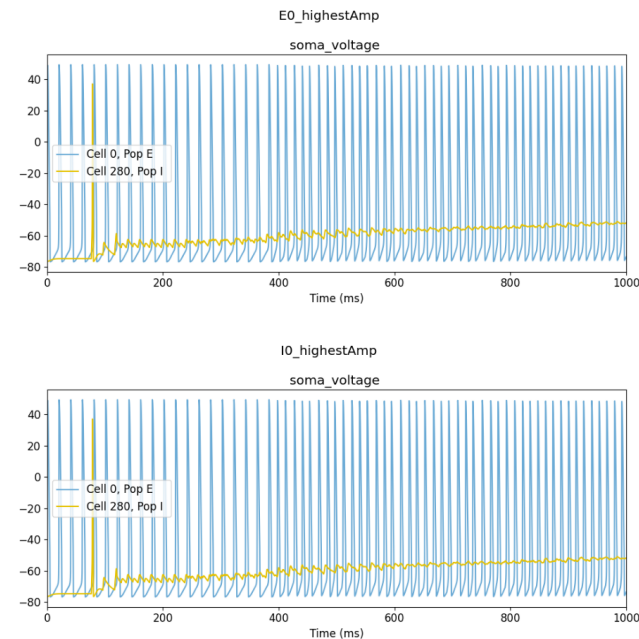 E0_highestAmp
soma_voltage
40
20
0
−20
−40
−60
−80
Cell 0, Pop E
Cell 280, Pop I
0
200
400
600
800
1000
Time (ms)
I0_highestAmp
soma_voltage
40
20
0
−20
−40
−60
−80
Cell 0, Pop E
Cell 280, Pop I
0
200
400
600
800
1000
Time (ms)